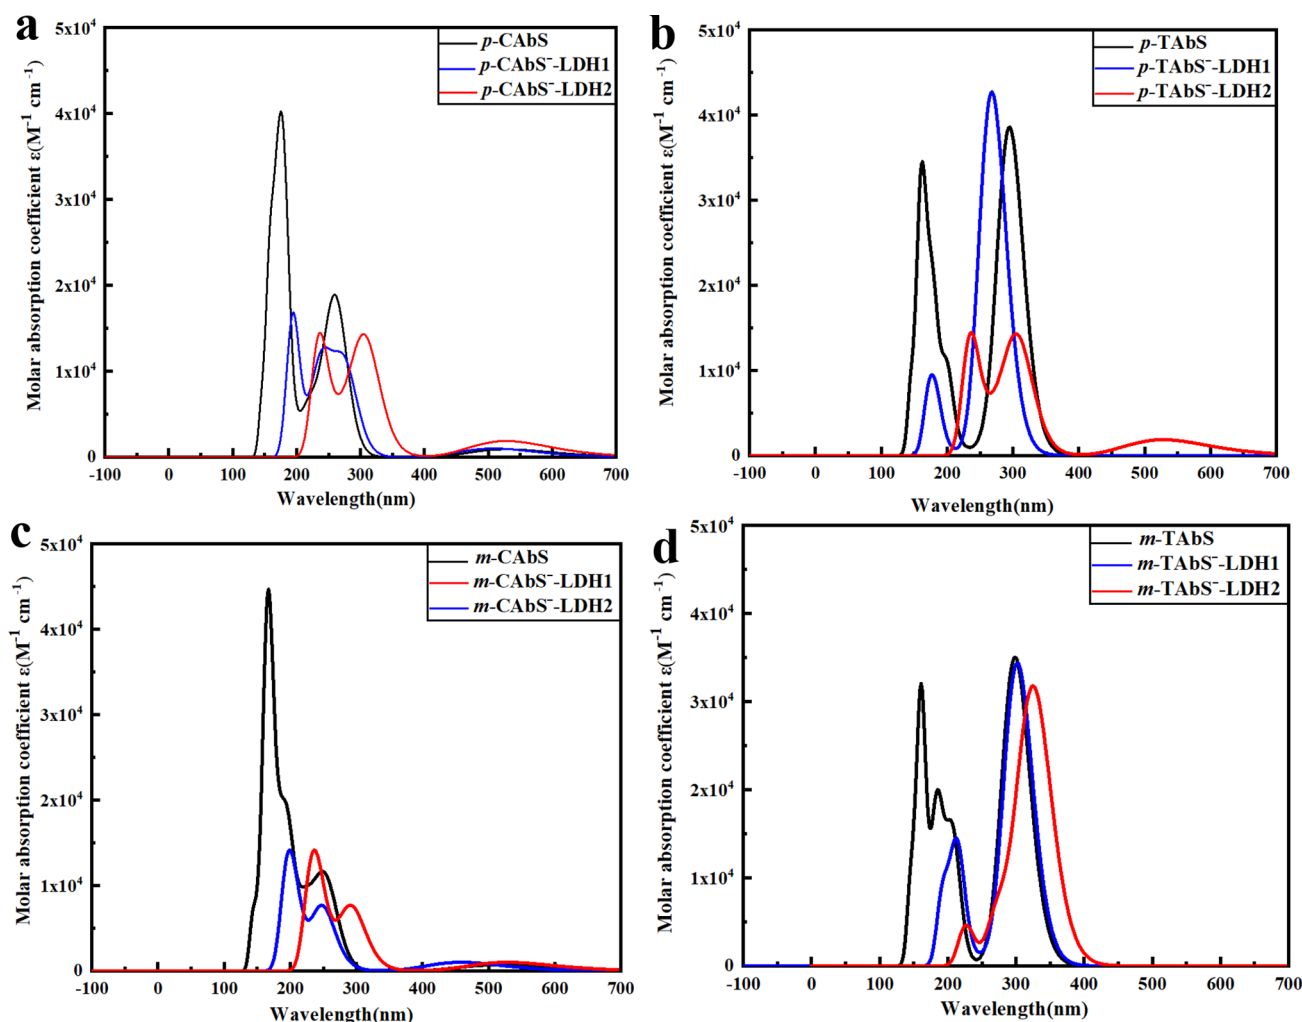 a
5x10⁴
4x10⁴
3x10⁴
2x10⁴
1x10⁴
0
Molar absorption coefficient ε(M⁻¹ cm⁻¹)
p-CAbS
p-CAbS⁻-LDH1
p-CAbS⁻-LDH2
-100 0 100 200 300 400 500 600 700
Wavelength(nm)
b
5x10⁴
4x10⁴
3x10⁴
2x10⁴
1x10⁴
0
Molar absorption coefficient ε(M⁻¹ cm⁻¹)
p-TAbS
p-TAbS⁻-LDH1
p-TAbS⁻-LDH2
-100 0 100 200 300 400 500 600 700
Wavelength(nm)
c
5x10⁴
4x10⁴
3x10⁴
2x10⁴
1x10⁴
0
Molar absorption coefficient ε(M⁻¹ cm⁻¹)
m-CAbS
m-CAbS⁻-LDH1
m-CAbS⁻-LDH2
-100 0 100 200 300 400 500 600 700
Wavelength(nm)
d
5x10⁴
4x10⁴
3x10⁴
2x10⁴
1x10⁴
0
Molar absorption coefficient ε(M⁻¹ cm⁻¹)
m-TAbS
m-TAbS⁻-LDH1
m-TAbS⁻-LDH2
-100 0 100 200 300 400 500 600 700
Wavelength(nm)